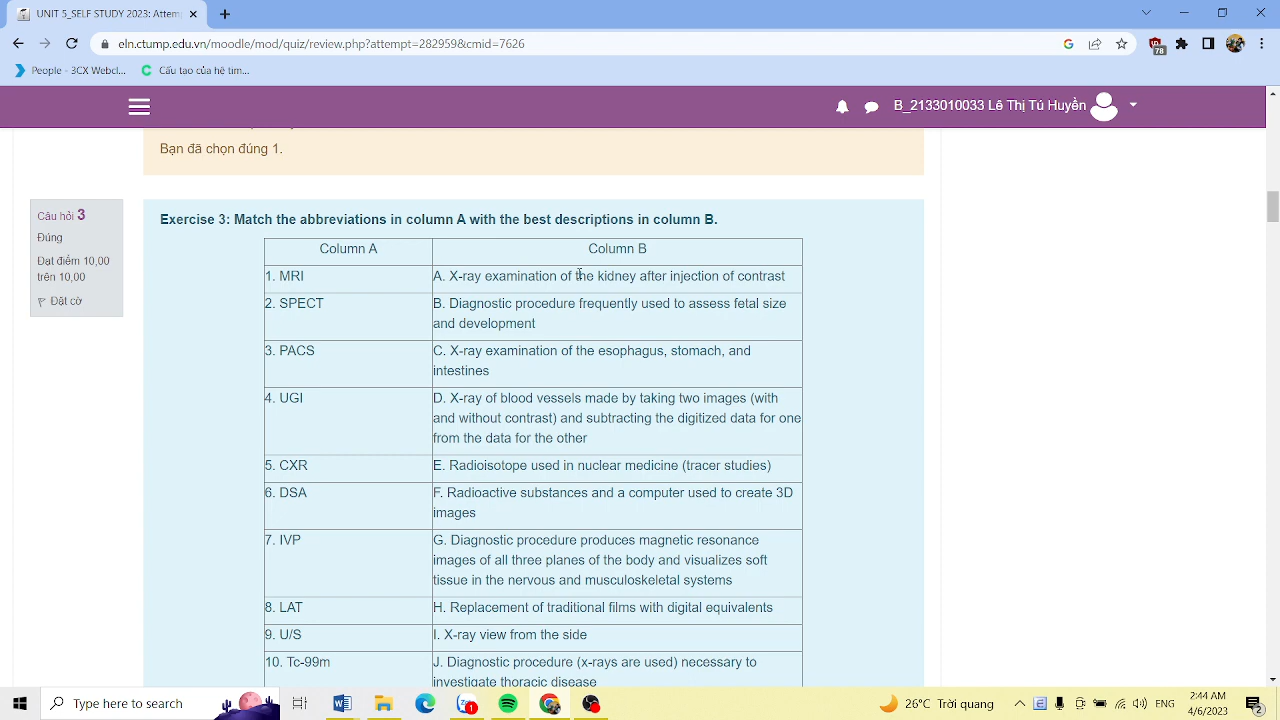 UNIT 5_SELF STUDY 2023: Attemp
eln.ctump.edu.vn/moodle/mod/quiz/review.php?attempt=282959&cmid=7626
78
People - 3CX Webcl...
Cấu tạo của hệ tim...
B_2133010033 Lê Thị Tú Huyền
Bạn đã chọn đúng 1.
Câu hỏi 3
Đúng
Đạt điểm 10,00
trên 10,00
Đặt cờ
Exercise 3: Match the abbreviations in column A with the best descriptions in column B.
Column A
Column B
1. MRI
A. X-ray examination of the kidney after injection of contrast
2. SPECT
B. Diagnostic procedure frequently used to assess fetal size
and development
3. PACS
C. X-ray examination of the esophagus, stomach, and
intestines
4. UGI
D. X-ray of blood vessels made by taking two images (with
and without contrast) and subtracting the digitized data for one
from the data for the other
5. CXR
E. Radioisotope used in nuclear medicine (tracer studies)
6. DSA
F. Radioactive substances and a computer used to create 3D
images
7. IVP
G. Diagnostic procedure produces magnetic resonance
images of all three planes of the body and visualizes soft
tissue in the nervous and musculoskeletal systems
8. LAT
H. Replacement of traditional films with digital equivalents
9. U/S
I. X-ray view from the side
10. Tc-99m
J. Diagnostic procedure (x-rays are used) necessary to
investigate thoracic disease
Type here to search
1
26°C Trời quang
ENG
2:44 AM
4/6/2023
2